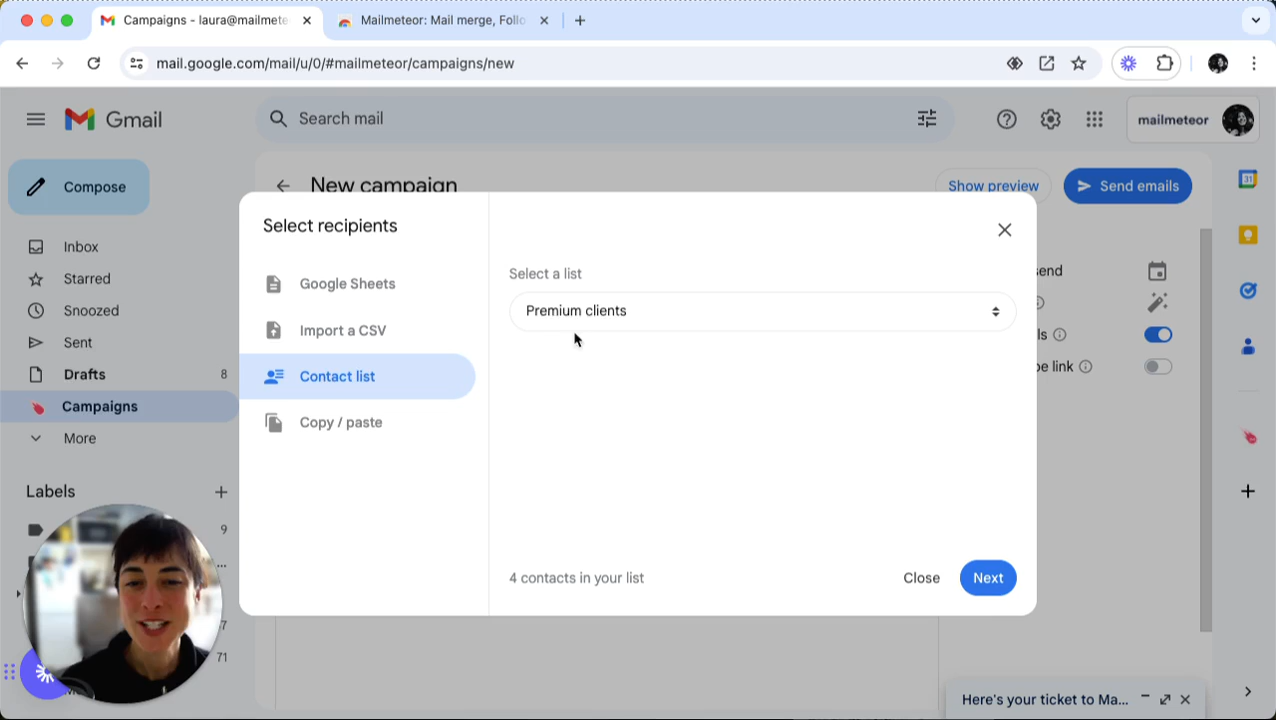 Campaigns - laura@mailmete
Mailmeteor: Mail merge, Follo
mail.google.com/mail/u/0/#mailmeteor/campaigns/new
Gmail
Search mail
mailmeteor
Compose
New campaign
Show preview
Send emails
31
Inbox
Starred
Snoozed
Sent
Drafts 8
Campaigns
More
Labels
9
...
7
71
Select recipients
Google Sheets
Import a CSV
Contact list
Copy / paste
Select a list
Premium clients
4 contacts in your list
Close
Next
send
ls
be link
Here's your ticket to Ma...